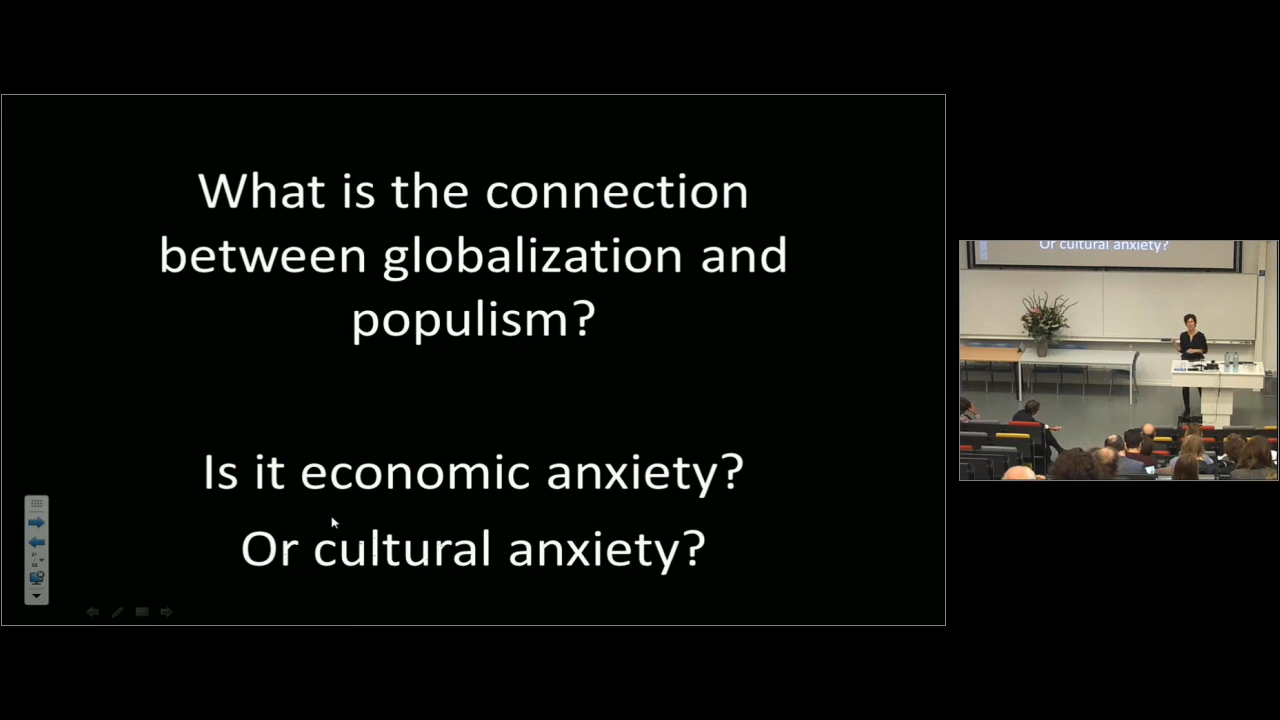 What is the connection
between globalization and
populism?
Is it economic anxiety?
Or cultural anxiety?
Or cultural anxiety?